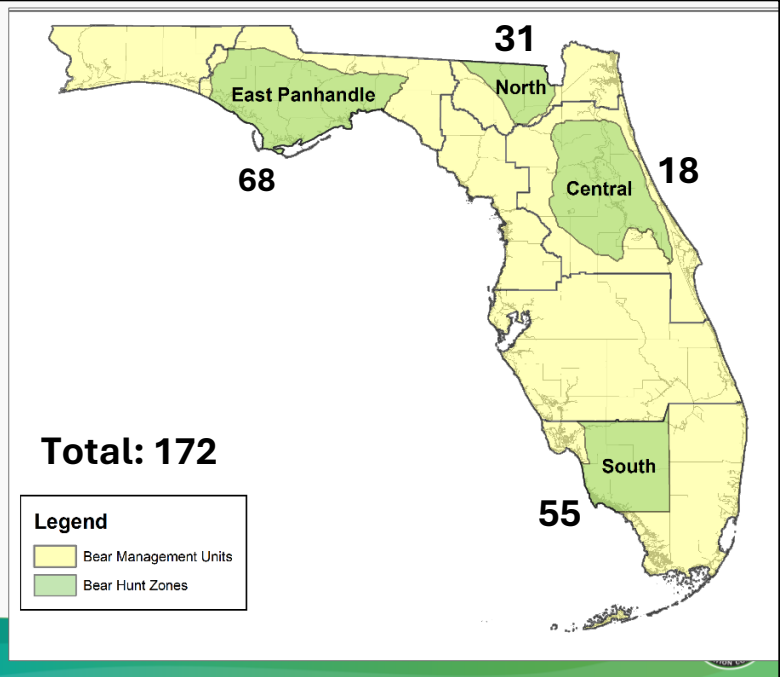 31
North
East Panhandle
68
18
Central
Total: 172
South
55
Legend
Bear Management Units
Bear Hunt Zones